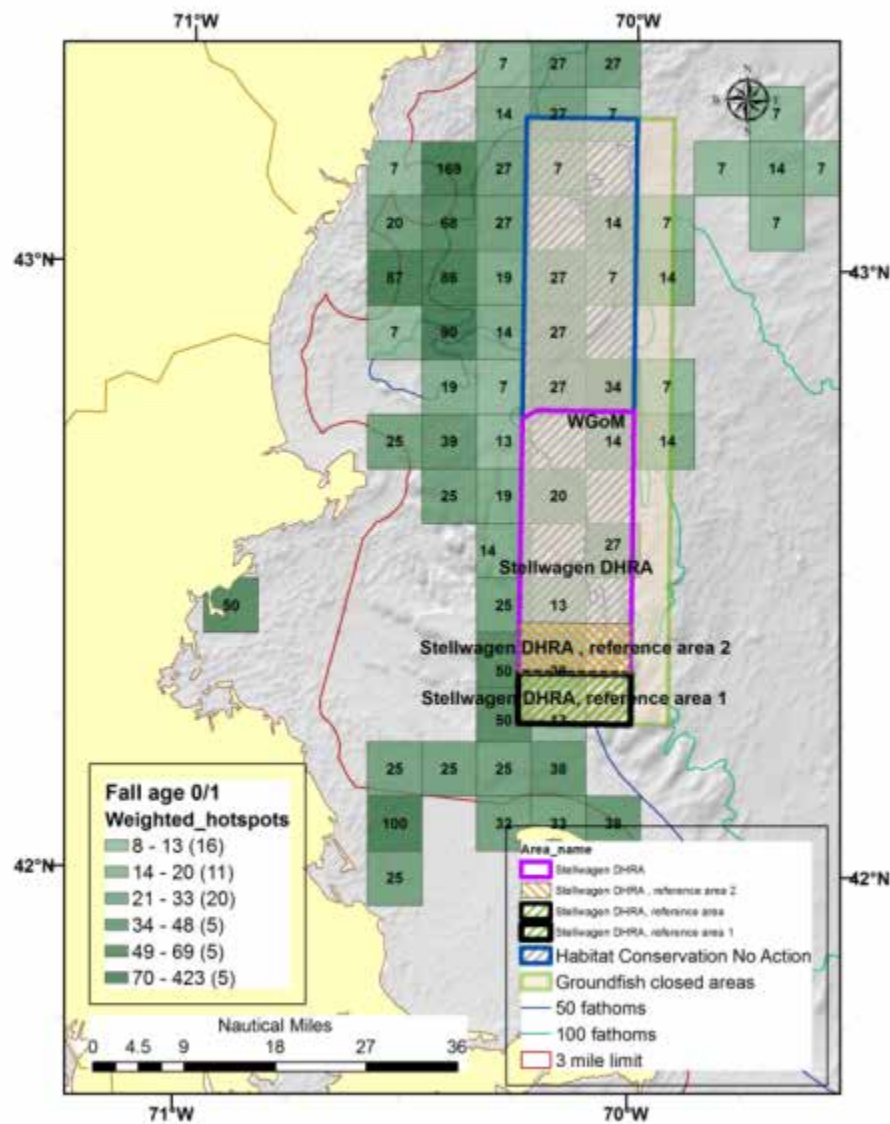 71°W 70°W
7 27 27
14 27 7
7
7 169 27 7
7 14 7
20 68 27 14 7
7
43°N 43°N
87 86 19 27 7 14
7 90 14 27
19 7 27 34 7
WGoM
25 39 13 14 14
25 19 20
14 27
Stellwagen DHRA
50 25 13
Stellwagen DHRA , reference area 2
50 38
Stellwagen DHRA, reference area 1
50
25 25 25 38
100 32 33 38
25
42°N 42°N
Fall age 0/1
Weighted_hotspots
8 - 13 (16)
14 - 20 (11)
21 - 33 (20)
34 - 48 (5)
49 - 69 (5)
70 - 423 (5)
Nautical Miles
0 4.5 9 18 27 36
Area_name
Stellwagen DHRA
Stellwagen DHRA , reference area 2
Stellwagen DHRA, reference area
Stellwagen DHRA, reference area 1
Habitat Conservation No Action
Groundfish closed areas
50 fathoms
100 fathoms
3 mile limit
71°W 70°W